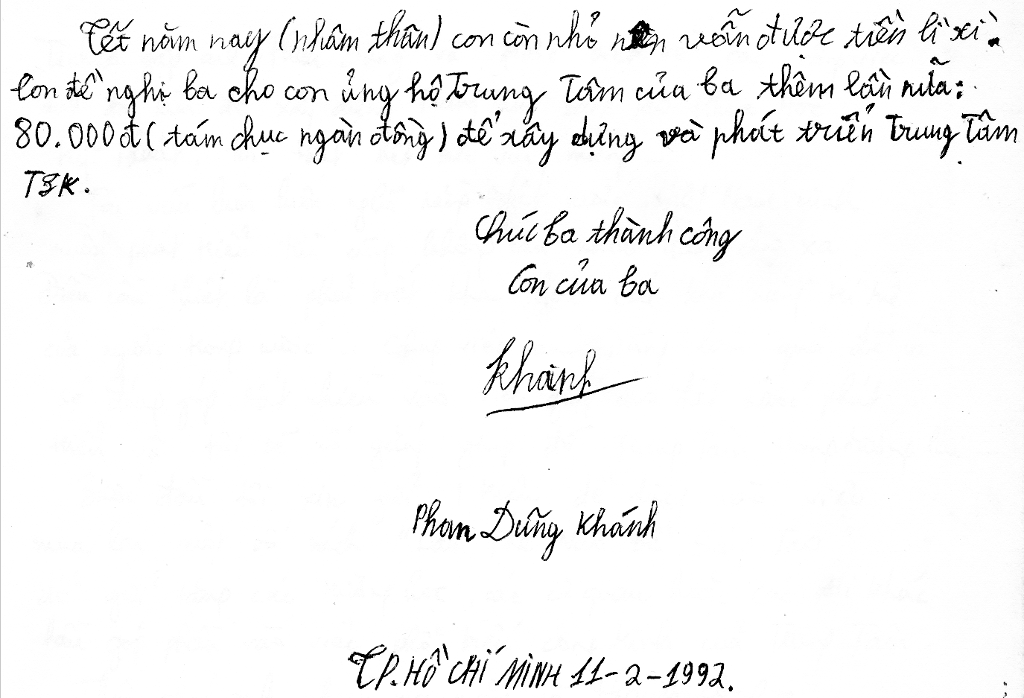 Tết năm nay (nhâm thân) con còn nhỏ nên vẫn được tiền lì xì.
Con đề nghị ba cho con ủng hộ Trung Tâm của ba thêm lần nữa:
80.000đ (tám chục ngàn đồng) để xây dựng và phát triển Trung Tâm
TSK.
Chúc ba thành công
Con của ba
Khánh
Phan Dũng Khánh
TP. HỒ CHÍ MINH 11-2-1992.